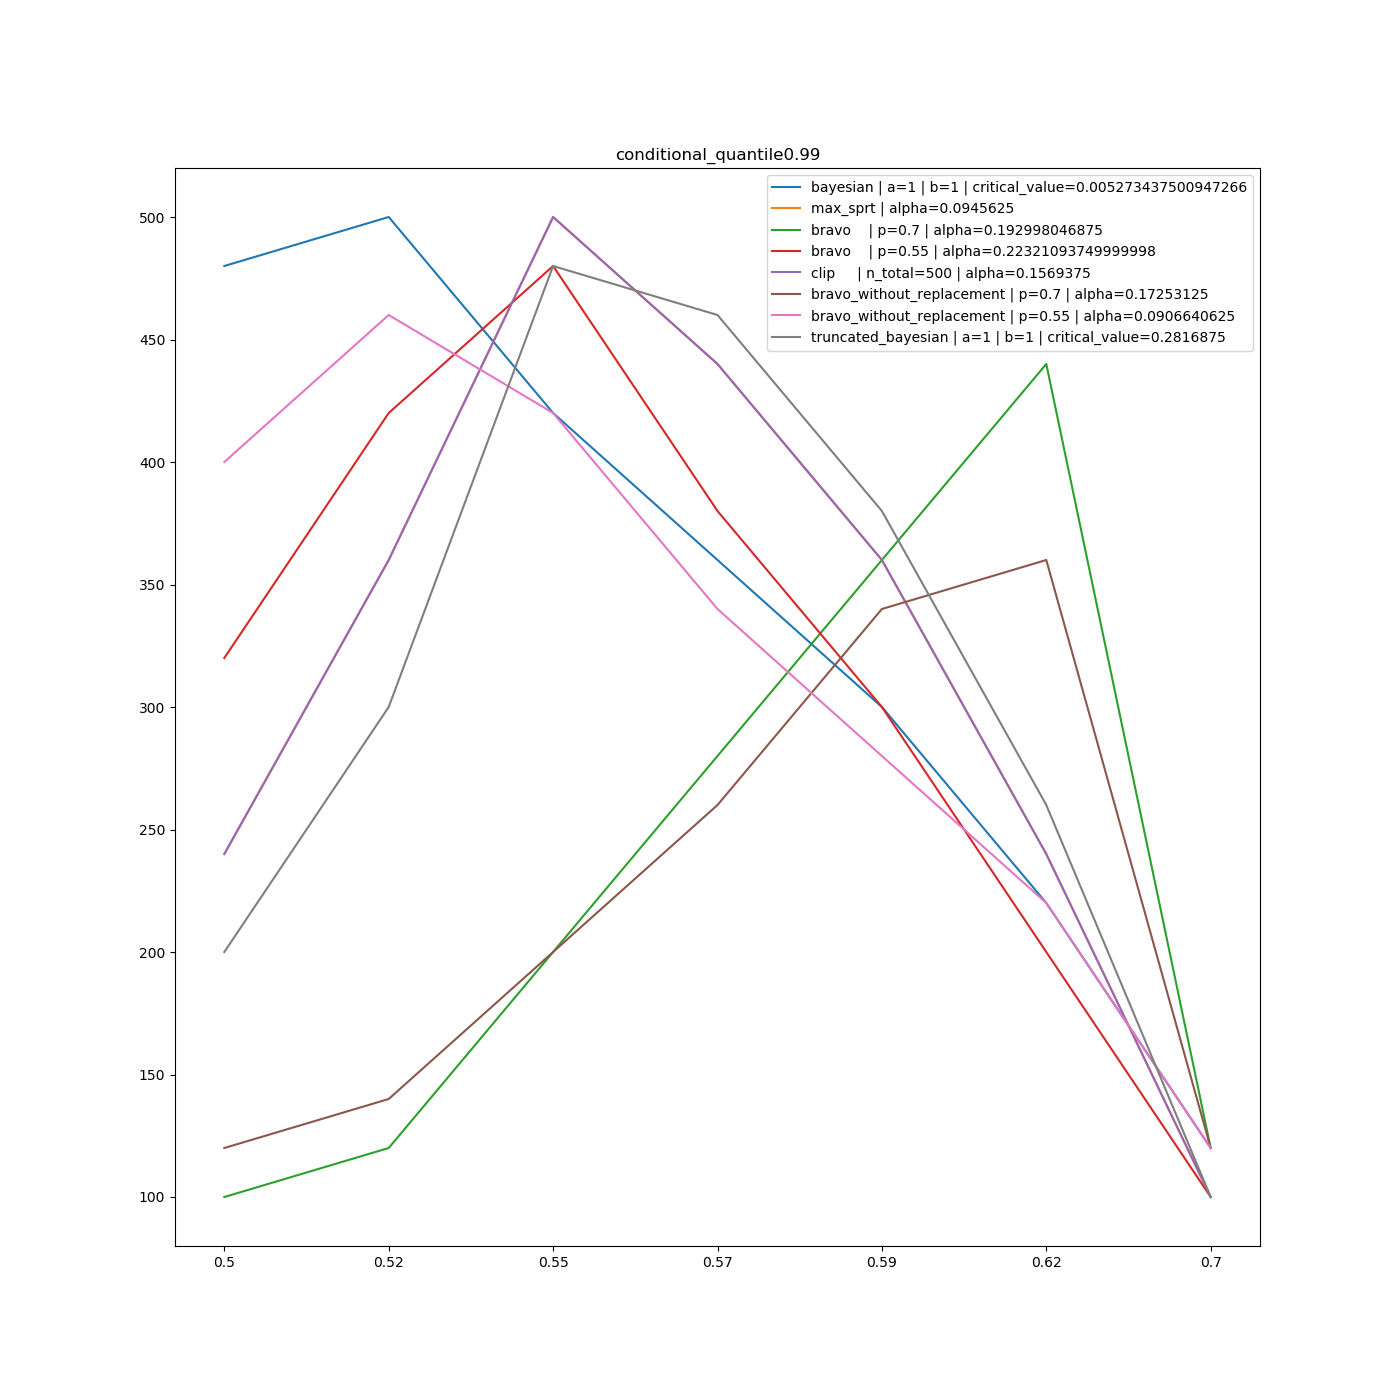 conditional_quantile0.99
bayesian | a=1 | b=1 | critical_value=0.005273437500947266
max_sprt | alpha=0.0945625
bravo    | p=0.7 | alpha=0.192998046875
bravo    | p=0.55 | alpha=0.22321093749999998
clip     | n_total=500 | alpha=0.1569375
bravo_without_replacement | p=0.7 | alpha=0.17253125
bravo_without_replacement | p=0.55 | alpha=0.0906640625
truncated_bayesian | a=1 | b=1 | critical_value=0.2816875
500
450
400
350
300
250
200
150
100
0.5 0.52 0.55 0.57 0.59 0.62 0.7